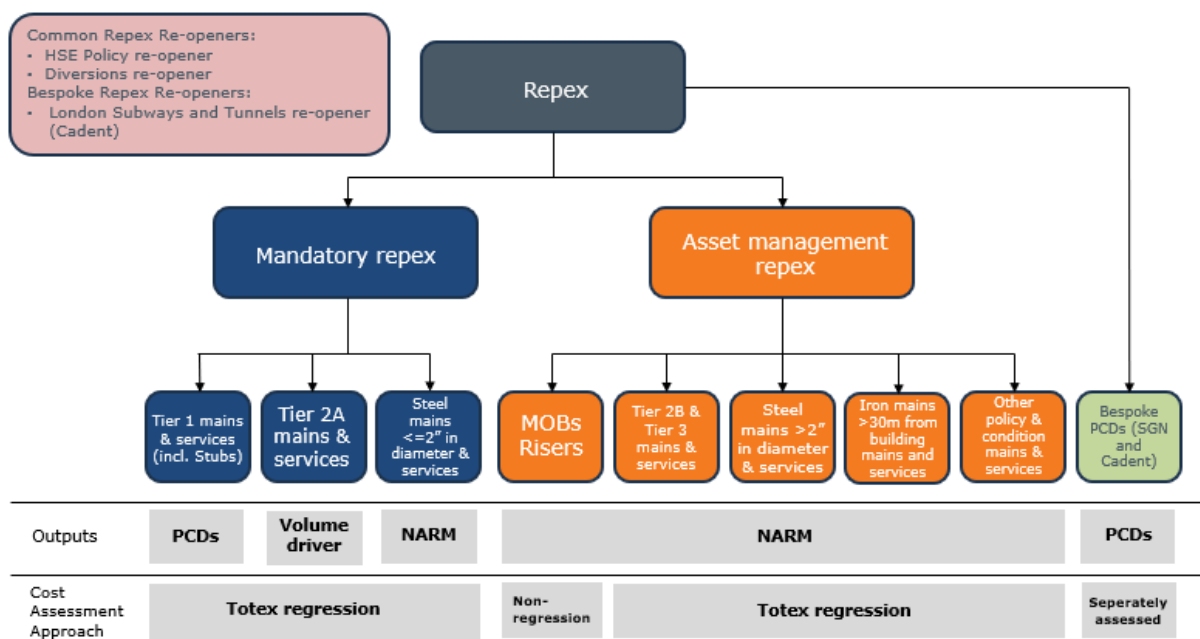 Common Repex Re-openers:
• HSE Policy re-opener
• Diversions re-opener
Bespoke Repex Re-openers:
• London Subways and Tunnels re-opener
(Cadent)
Repex
Mandatory repex
Asset management
repex
Tier 1 mains
& services
(incl. Stubs)
Tier 2A
mains &
services
Steel
mains
<=2” in
diameter &
services
MOBs
Risers
Tier 2B &
Tier 3
mains &
services
Steel
mains >2”
in diameter
& services
Iron mains
>30m from
building
mains and
services
Other
policy &
condition
mains &
services
Bespoke
PCDs (SGN
and
Cadent)
Outputs
PCDs
Volume
driver
NARM
NARM
PCDs
Cost
Assessment
Approach
Totex regression
Non-
regression
Totex regression
Seperately
assessed